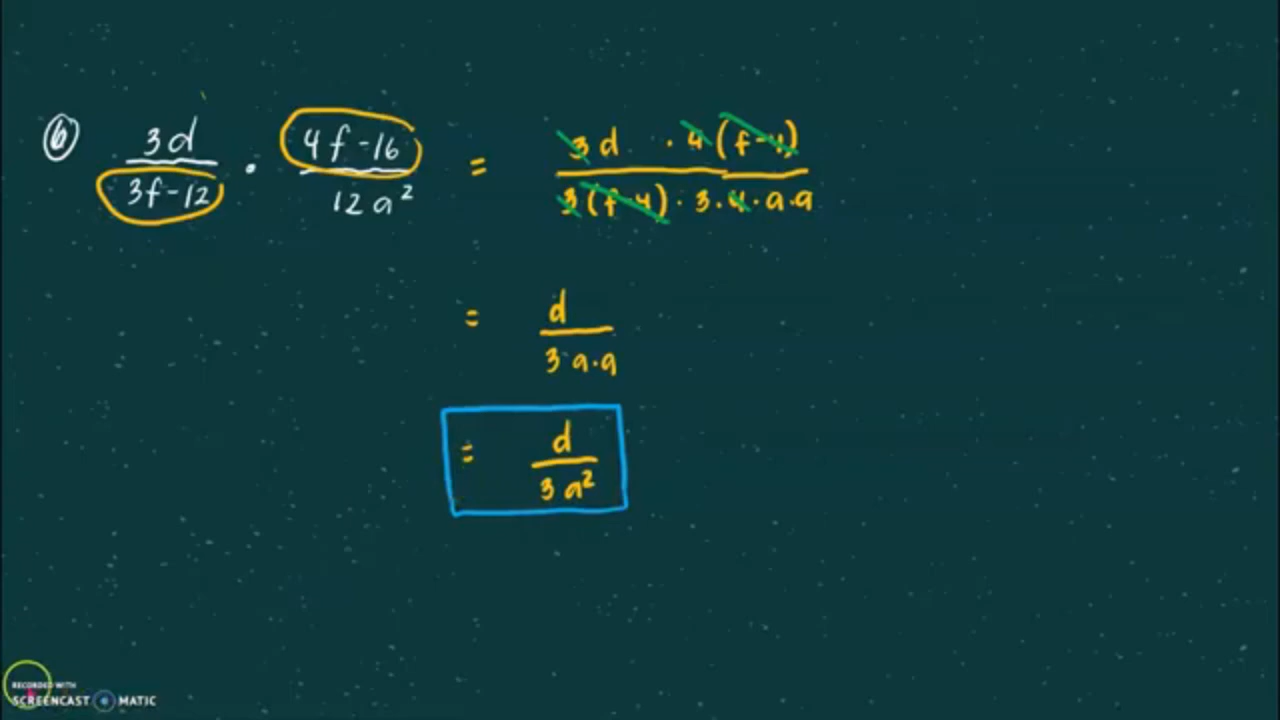 ⑥ 3d / 3f-12 · 4f-16 / 12a² = 3d · 4(f-4) / 3(f-4) · 3 · 4 · a · a
= d / 3 a · a
= d / 3a²
RECORDED WITH
SCREENCAST MATIC